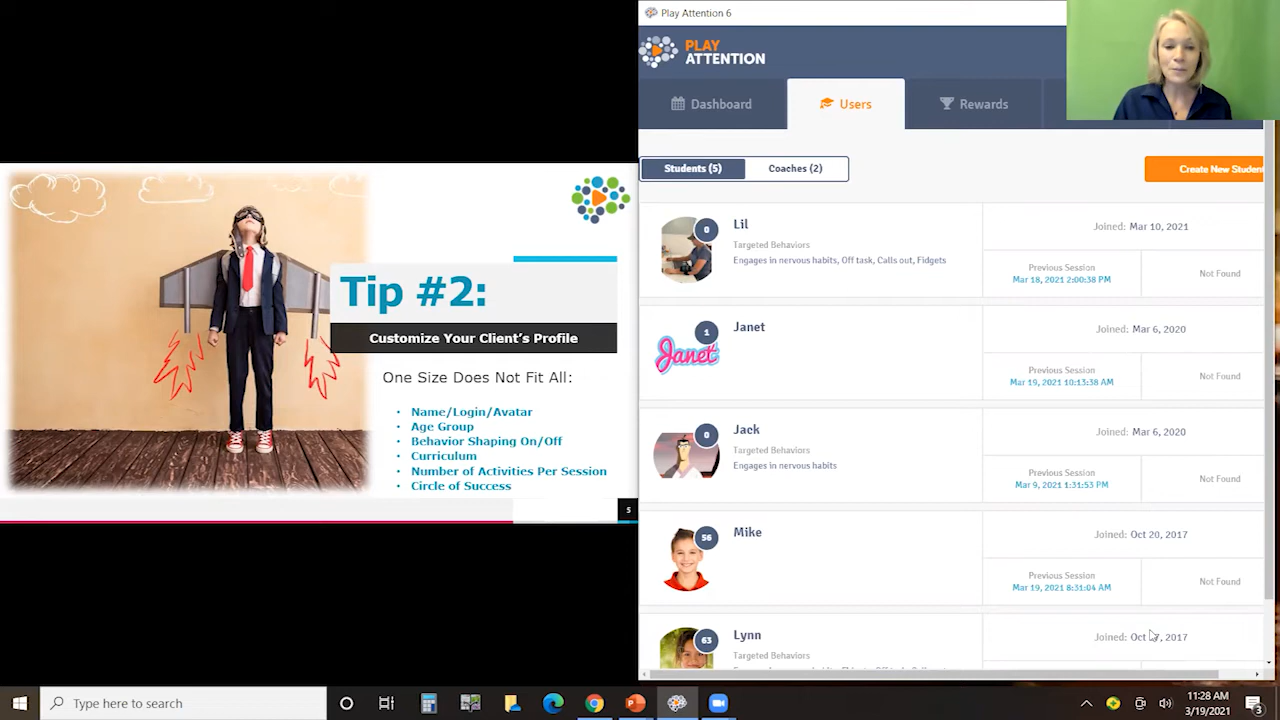 Play Attention 6
PLAY
ATTENTION
Dashboard
Users
Rewards
Students (5)
Coaches (2)
Create New Student
0
Lil
Targeted Behaviors
Engages in nervous habits, Off task, Calls out, Fidgets
Joined: Mar 10, 2021
Previous Session
Mar 18, 2021 2:00:38 PM
Not Found
1
Janet
Janet
Joined: Mar 6, 2020
Previous Session
Mar 19, 2021 10:13:38 AM
Not Found
0
Jack
Targeted Behaviors
Engages in nervous habits
Joined: Mar 6, 2020
Previous Session
Mar 9, 2021 1:31:53 PM
Not Found
56
Mike
Joined: Oct 20, 2017
Previous Session
Mar 19, 2021 8:31:04 AM
Not Found
63
Lynn
Targeted Behaviors
Joined: Oct 2017
Tip #2:
Customize Your Client's Profile
One Size Does Not Fit All:
• Name/Login/Avatar
• Age Group
• Behavior Shaping On/Off
• Curriculum
• Number of Activities Per Session
• Circle of Success
5
Type here to search
11:28 AM
3/19/2021
3